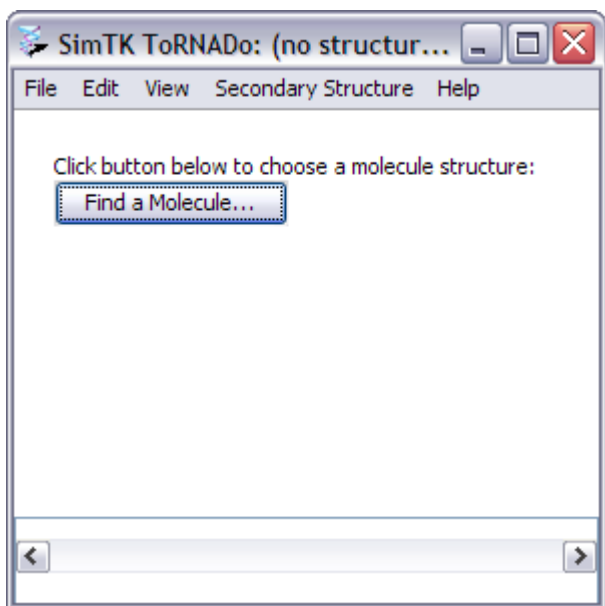 SimTK ToRNADo: (no structur...
File Edit View Secondary Structure Help
Click button below to choose a molecule structure:
Find a Molecule...